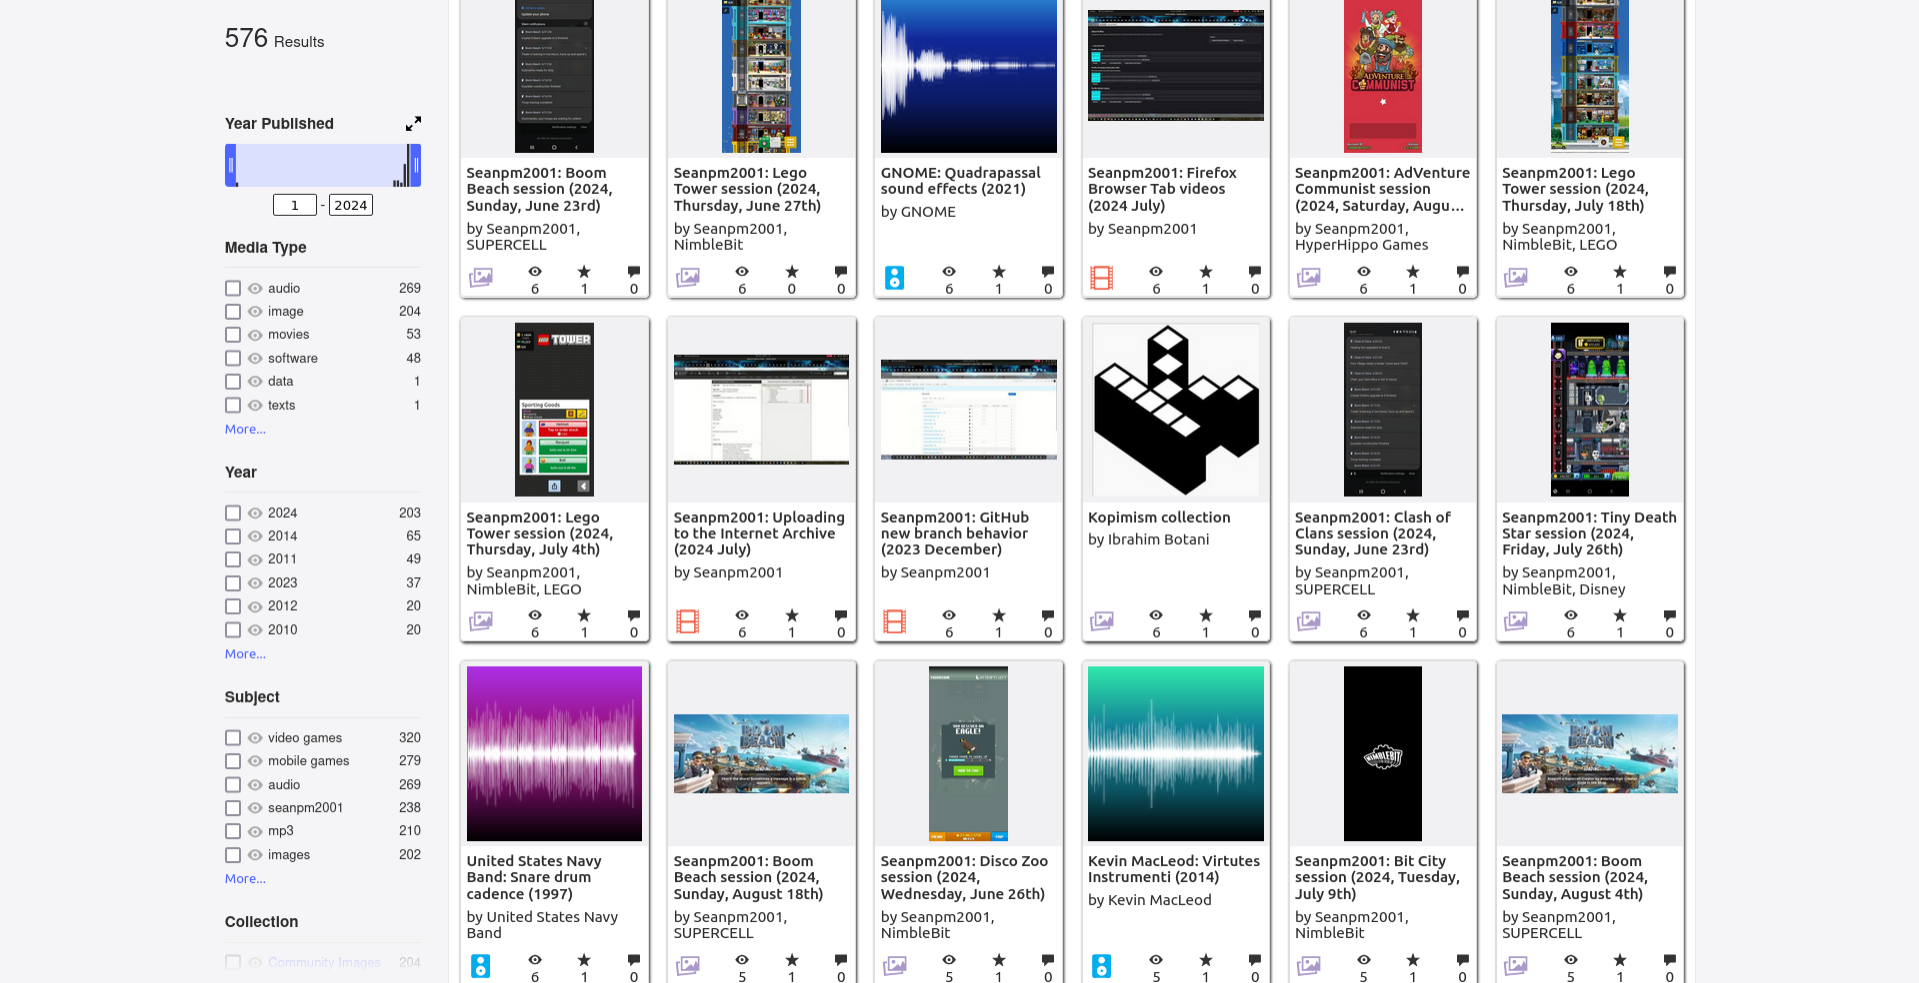 576 Results
Year Published
1 - 2024
Media Type
audio 269
image 204
movies 53
software 48
data 1
texts 1
More...
Year
2024 203
2014 65
2011 49
2023 37
2012 20
2010 20
More...
Subject
video games 320
mobile games 279
audio 269
seanpm2001 238
mp3 210
images 202
More...
Collection
Community Images 204
Seanpm2001: Boom
Beach session (2024,
Sunday, June 23rd)
by Seanpm2001,
SUPERCELL
6 1 0
Seanpm2001: Lego
Tower session (2024,
Thursday, June 27th)
by Seanpm2001,
NimbleBit
6 0 0
GNOME: Quadrapassal
sound effects (2021)
by GNOME
6 1 0
Seanpm2001: Firefox
Browser Tab videos
(2024 July)
by Seanpm2001
6 1 0
ADVENTURE
COMMUNIST
Seanpm2001: AdVenture
Communist session
(2024, Saturday, Augu...
by Seanpm2001,
HyperHippo Games
6 1 0
Seanpm2001: Lego
Tower session (2024,
Thursday, July 18th)
by Seanpm2001,
NimbleBit, LEGO
6 1 0
LEGO TOWER
Sporting Goods
Seanpm2001: Lego
Tower session (2024,
Thursday, July 4th)
by Seanpm2001,
NimbleBit, LEGO
6 1 0
Seanpm2001: Uploading
to the Internet Archive
(2024 July)
by Seanpm2001
6 1 0
Seanpm2001: GitHub
new branch behavior
(2023 December)
by Seanpm2001
6 1 0
Kopimism collection
by Ibrahim Botani
6 1 0
Seanpm2001: Clash of
Clans session (2024,
Sunday, June 23rd)
by Seanpm2001,
SUPERCELL
6 1 0
Seanpm2001: Tiny Death
Star session (2024,
Friday, July 26th)
by Seanpm2001,
NimbleBit, Disney
6 1 0
United States Navy
Band: Snare drum
cadence (1997)
by United States Navy
Band
6 1 0
BOOM
BEACH
Seanpm2001: Boom
Beach session (2024,
Sunday, August 18th)
by Seanpm2001,
SUPERCELL
5 1 0
EAGLE!
Seanpm2001: Disco Zoo
session (2024,
Wednesday, June 26th)
by Seanpm2001,
NimbleBit
5 1 0
Kevin MacLeod: Virtutes
Instrumenti (2014)
by Kevin MacLeod
5 1 0
NIMBLEBIT
Seanpm2001: Bit City
session (2024, Tuesday,
July 9th)
by Seanpm2001,
NimbleBit
5 1 0
BOOM
BEACH
Seanpm2001: Boom
Beach session (2024,
Sunday, August 4th)
by Seanpm2001,
SUPERCELL
5 1 0